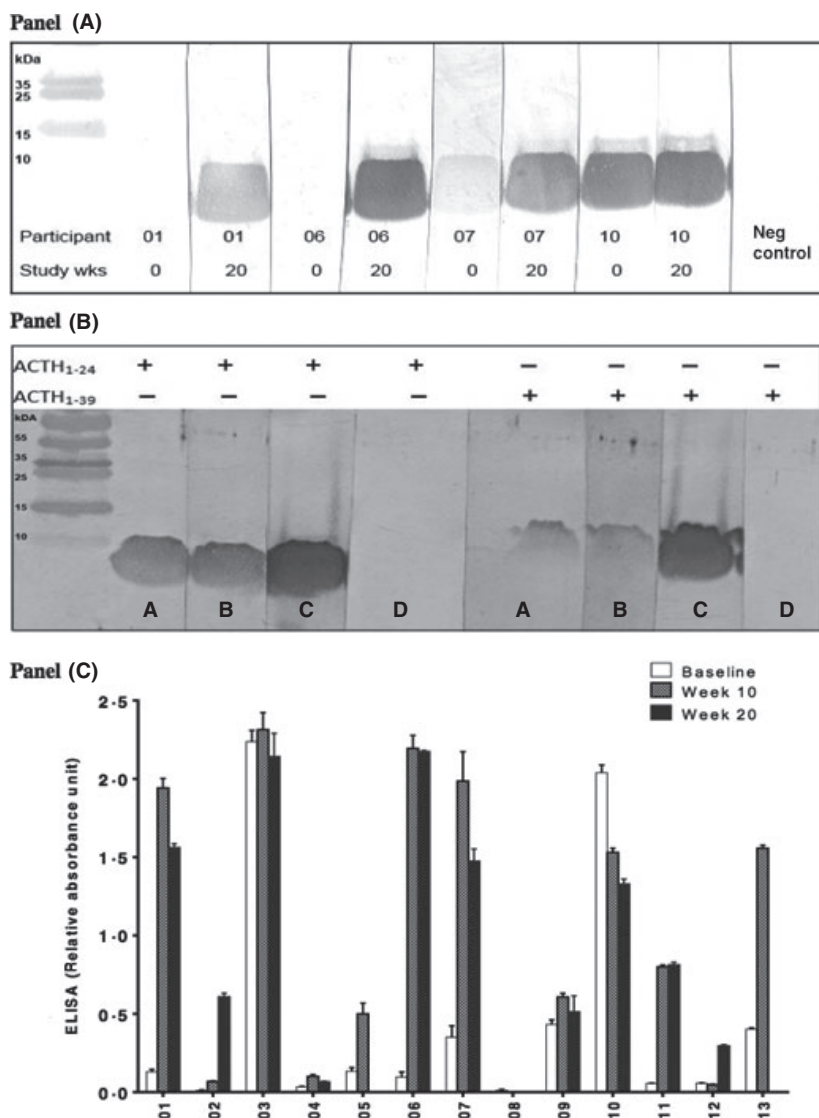 Panel (A)
kDa
35
25
15
10
Participant 01 01 06 06 07 07 10 10 Neg control
Study wks 0 20 0 20 0 20 0 20
Panel (B)
ACTH1-24 + + + + − − − −
ACTH1-39 − − − − + + + +
kDA
55
35
25
15
10
A B C D A B C D
Panel (C)
Baseline
Week 10
Week 20
ELISA (Relative absorbance unit)
2·5
2·0
1·5
1·0
0·5
0·0
01 02 03 04 05 06 07 08 09 10 11 12 13